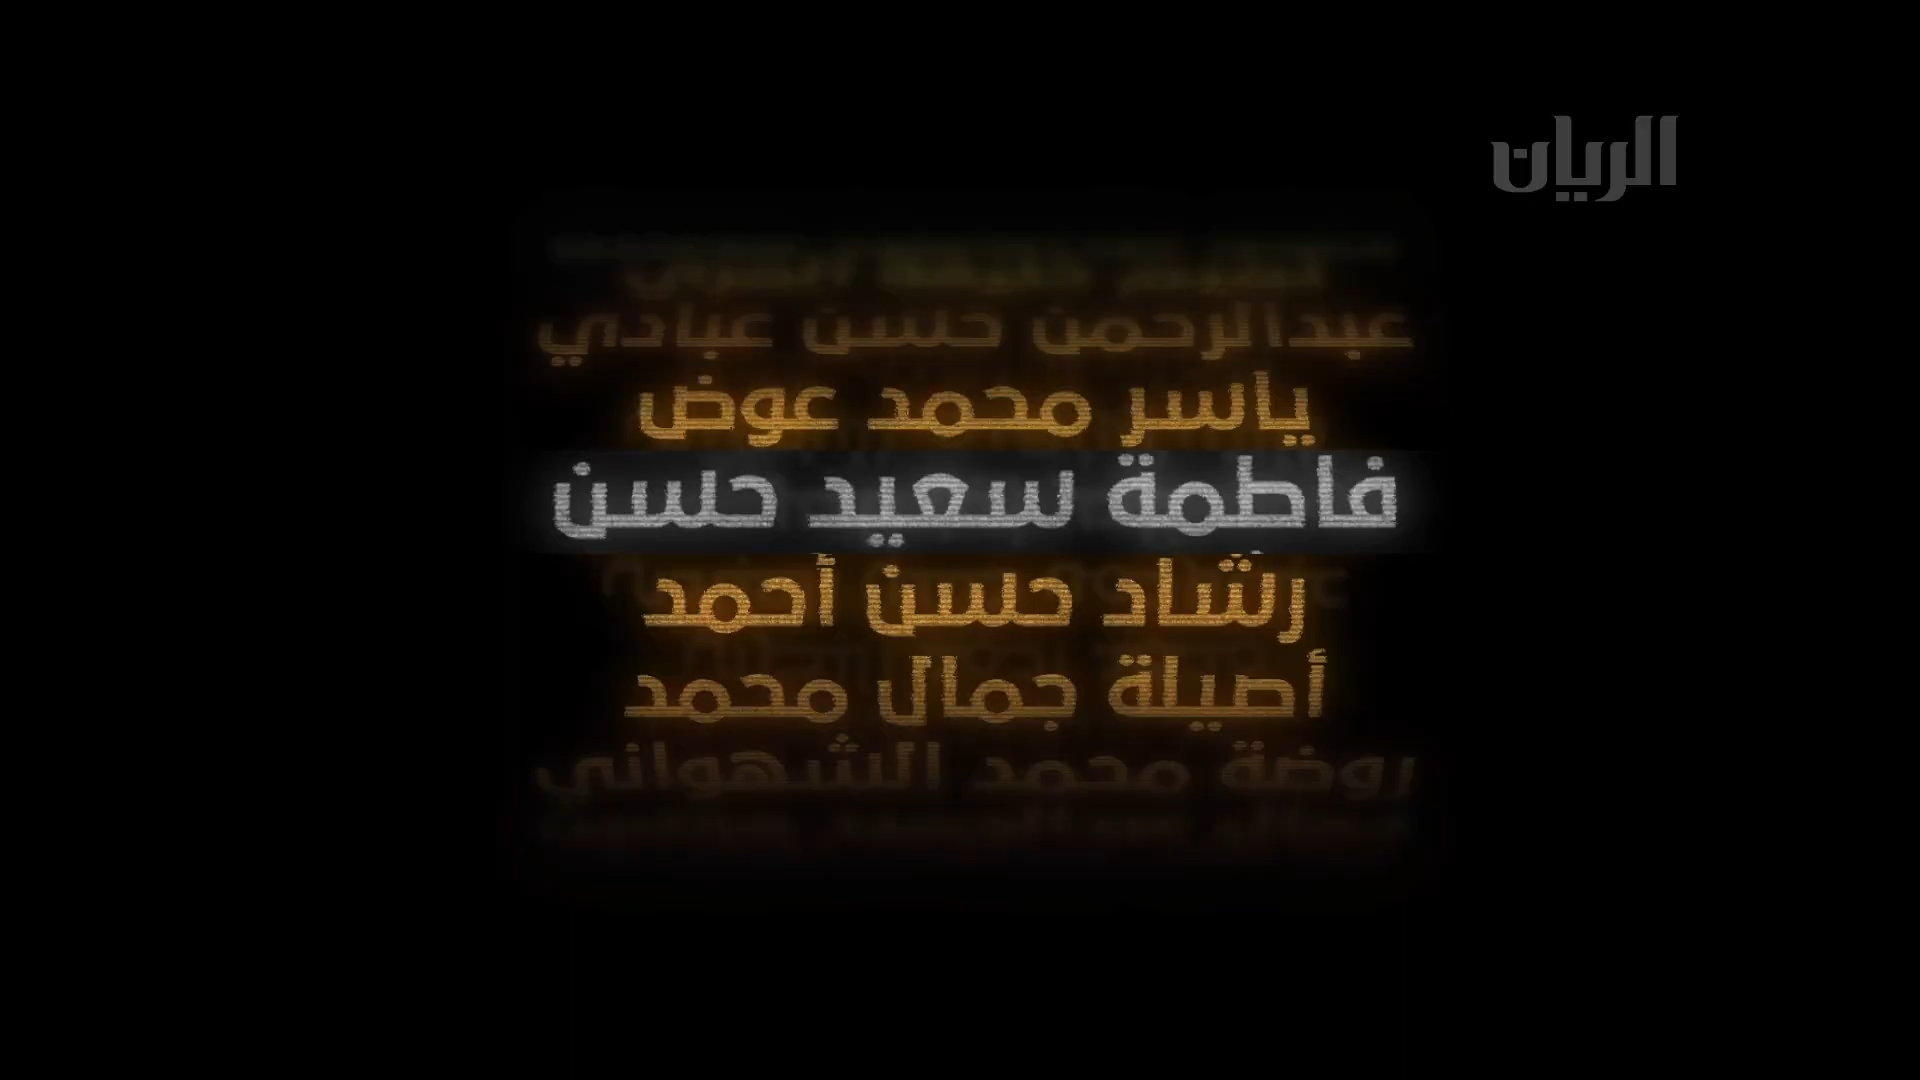 الريان
عبدالرحمن حسن عبادي
ياسر محمد عوض
فاطمة سعيد حسن
رشاد حسن أحمد
أصيلة جمال محمد
روضة محمد الشهواني